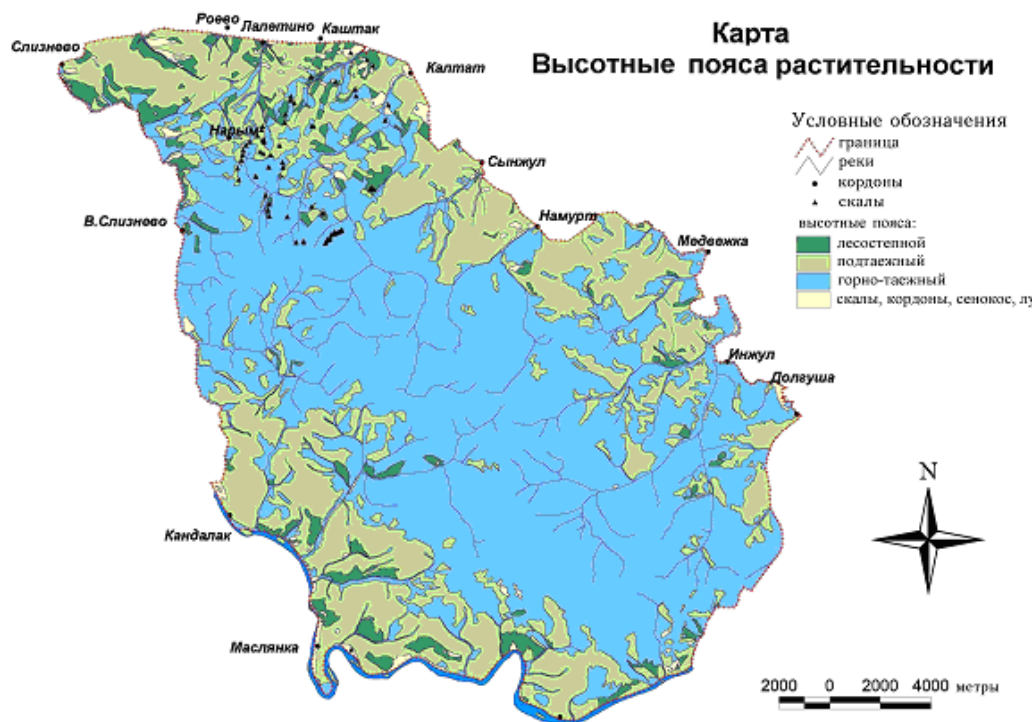 Карта
Высотные пояса растительности
Роево
Лалетино
Каштак
Слизнево
Калтат
Нарым
Сынжул
В.Слизнево
Намурт
Медвежка
Инжул
Долгуша
Кандалак
Маслянка
Условные обозначения
граница
реки
кордоны
скалы
высотные пояса:
лесостепной
подтаежный
горно-таежный
скалы, кордоны, сенокос, лу
N
2000 0 2000 4000 метры